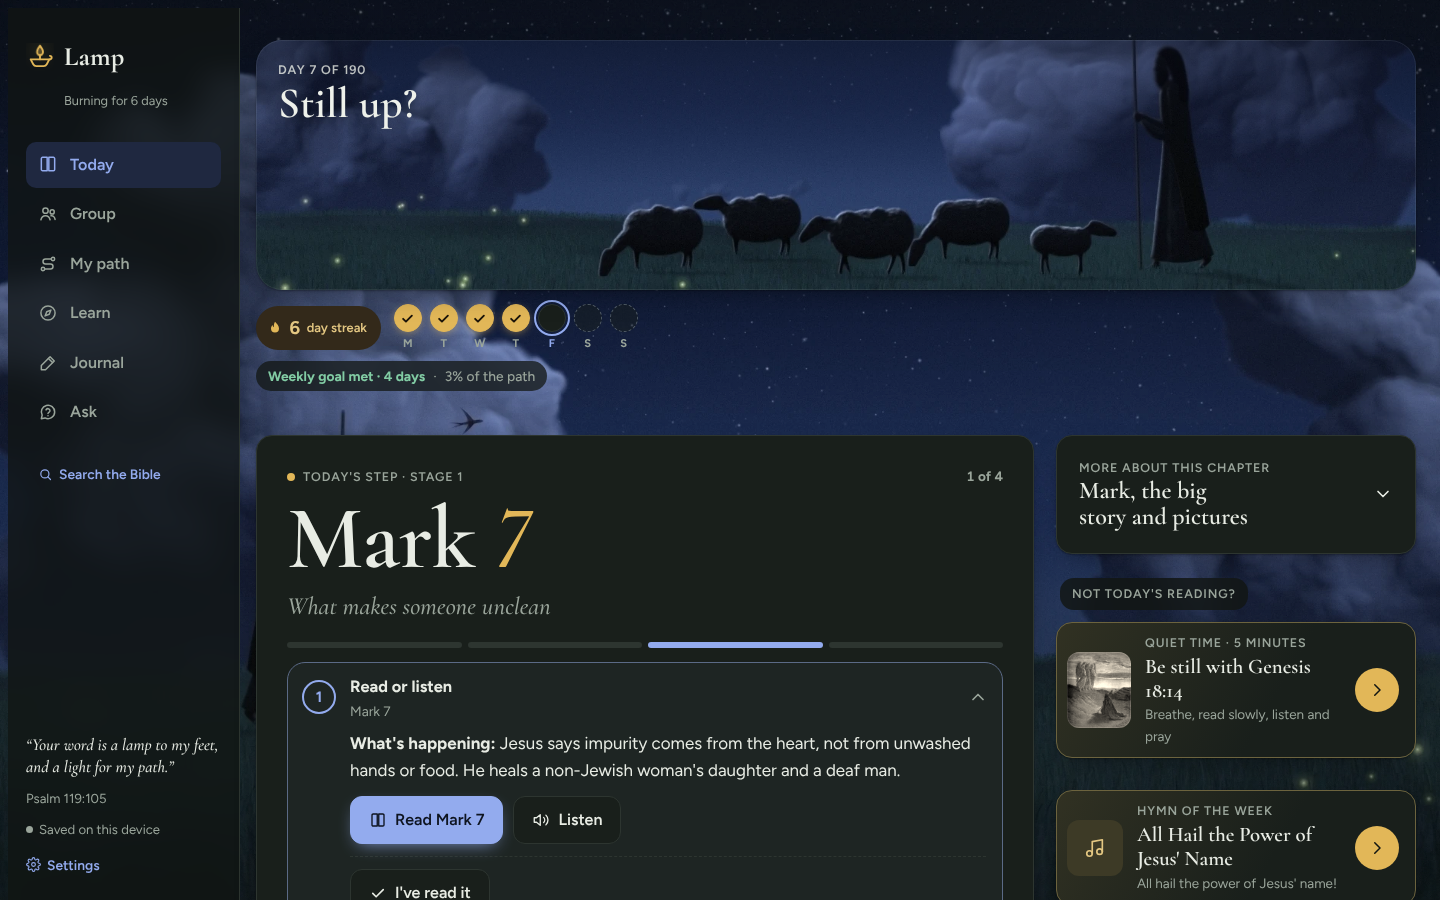 Lamp
Burning for 6 days
Today
Group
My path
Learn
Journal
Ask
Search the Bible
“Your word is a lamp to my feet,
and a light for my path.”
Psalm 119:105
Saved on this device
Settings
DAY 7 OF 190
Still up?
6 day streak
M T W T F S S
Weekly goal met · 4 days · 3% of the path
TODAY'S STEP · STAGE 1
1 of 4
Mark 7
What makes someone unclean
1
Read or listen
Mark 7
What's happening: Jesus says impurity comes from the heart, not from unwashed
hands or food. He heals a non-Jewish woman's daughter and a deaf man.
Read Mark 7
Listen
I've read it
MORE ABOUT THIS CHAPTER
Mark, the big
story and pictures
NOT TODAY'S READING?
QUIET TIME · 5 MINUTES
Be still with Genesis
18:14
Breathe, read slowly, listen and
pray
HYMN OF THE WEEK
All Hail the Power of
Jesus' Name
All hail the power of Jesus' name!